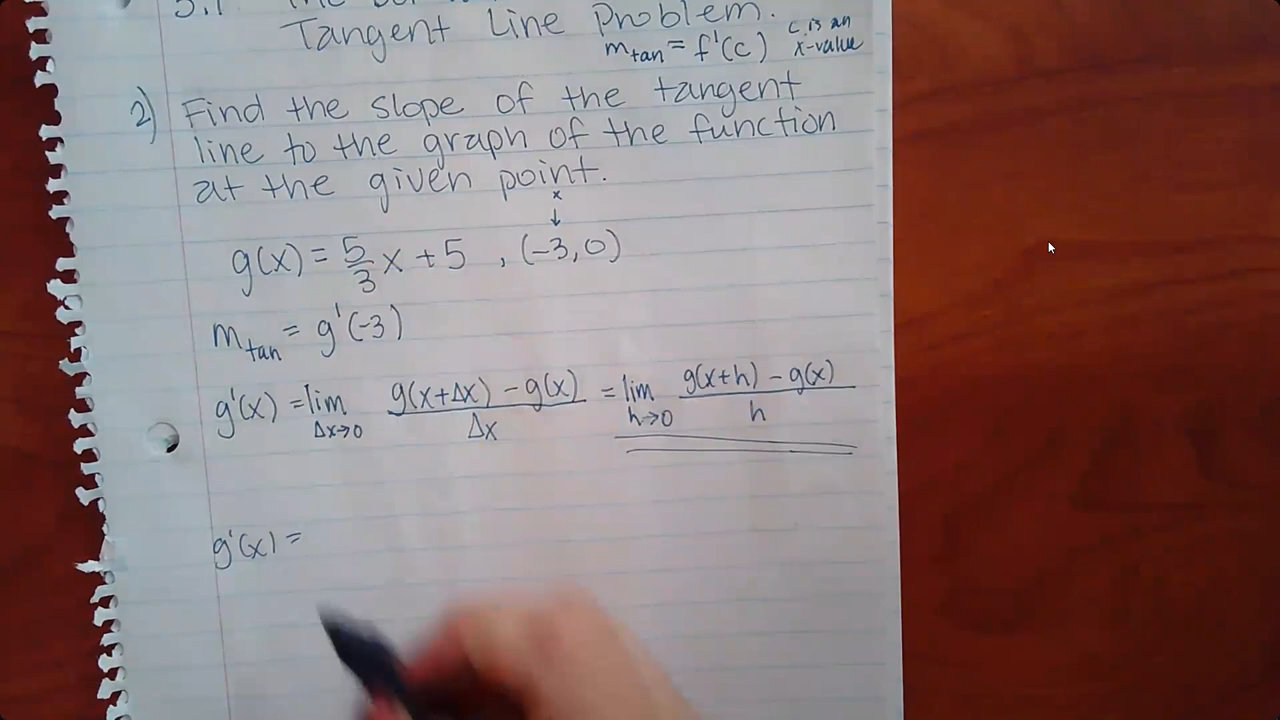 Tangent Line Problem.
m_tan = f'(c) c is an x-value
2) Find the slope of the tangent
line to the graph of the function
at the given point.
x
↓
g(x) = 5/3 x + 5 , (-3, 0)
m_tan = g'(-3)
g'(x) = lim Δx→0 g(x+Δx) - g(x) / Δx = lim h→0 g(x+h) - g(x) / h
g'(x) =